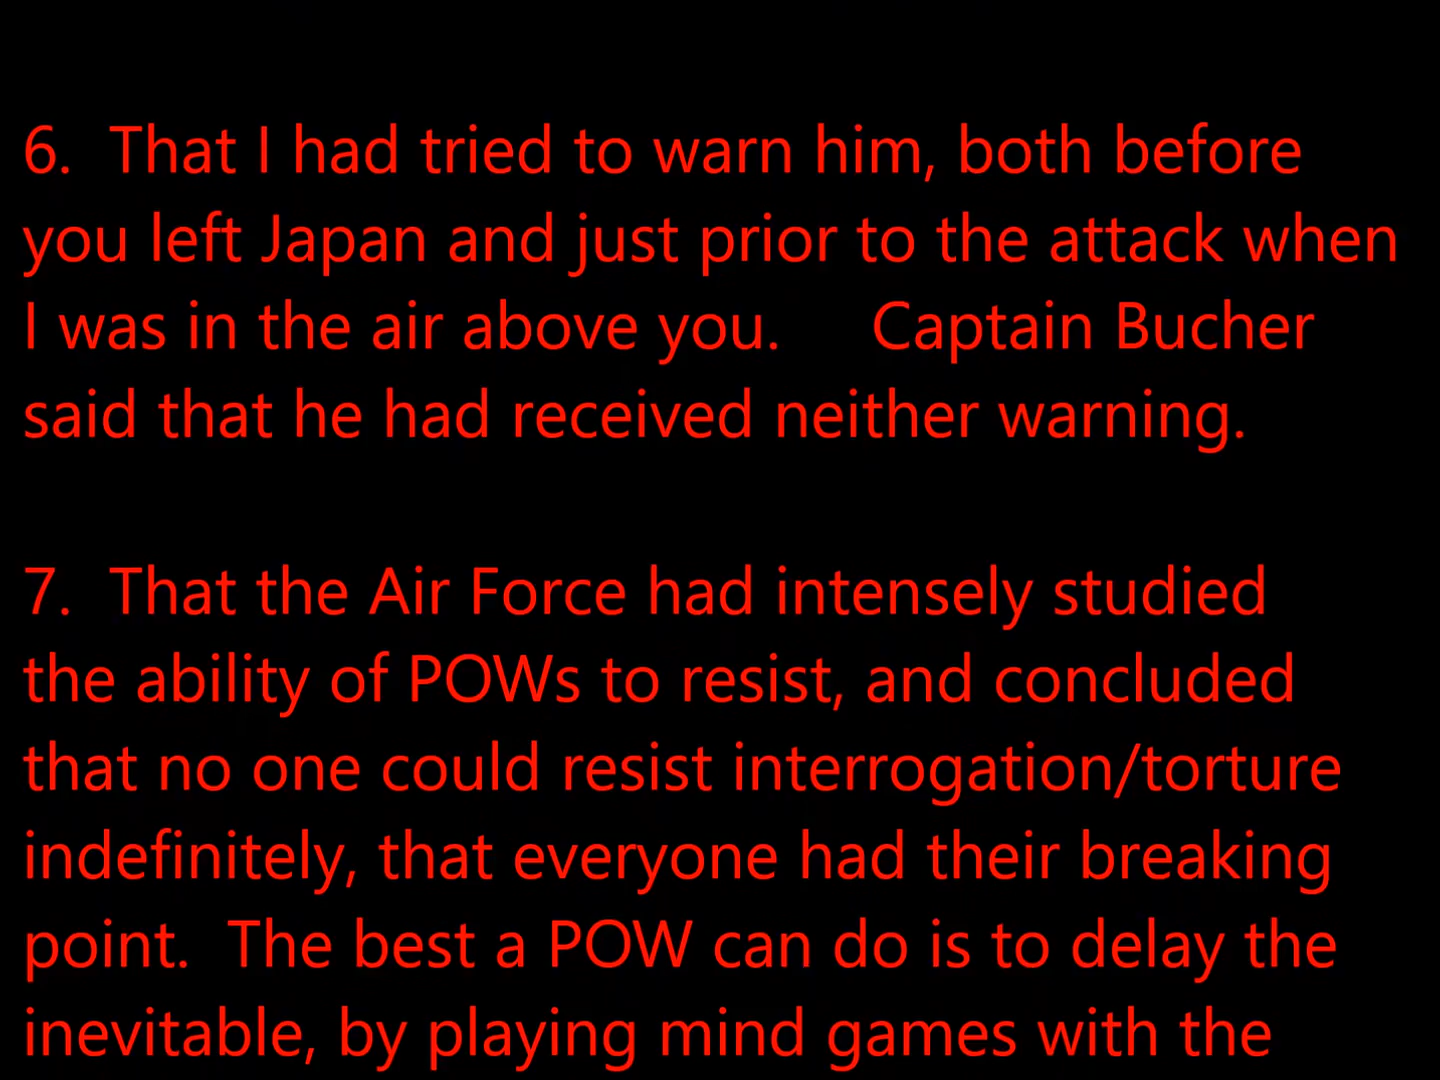 6.  That I had tried to warn him, both before
you left Japan and just prior to the attack when
I was in the air above you.     Captain Bucher
said that he had received neither warning.
7.  That the Air Force had intensely studied
the ability of POWs to resist, and concluded
that no one could resist interrogation/torture
indefinitely, that everyone had their breaking
point.  The best a POW can do is to delay the
inevitable, by playing mind games with the